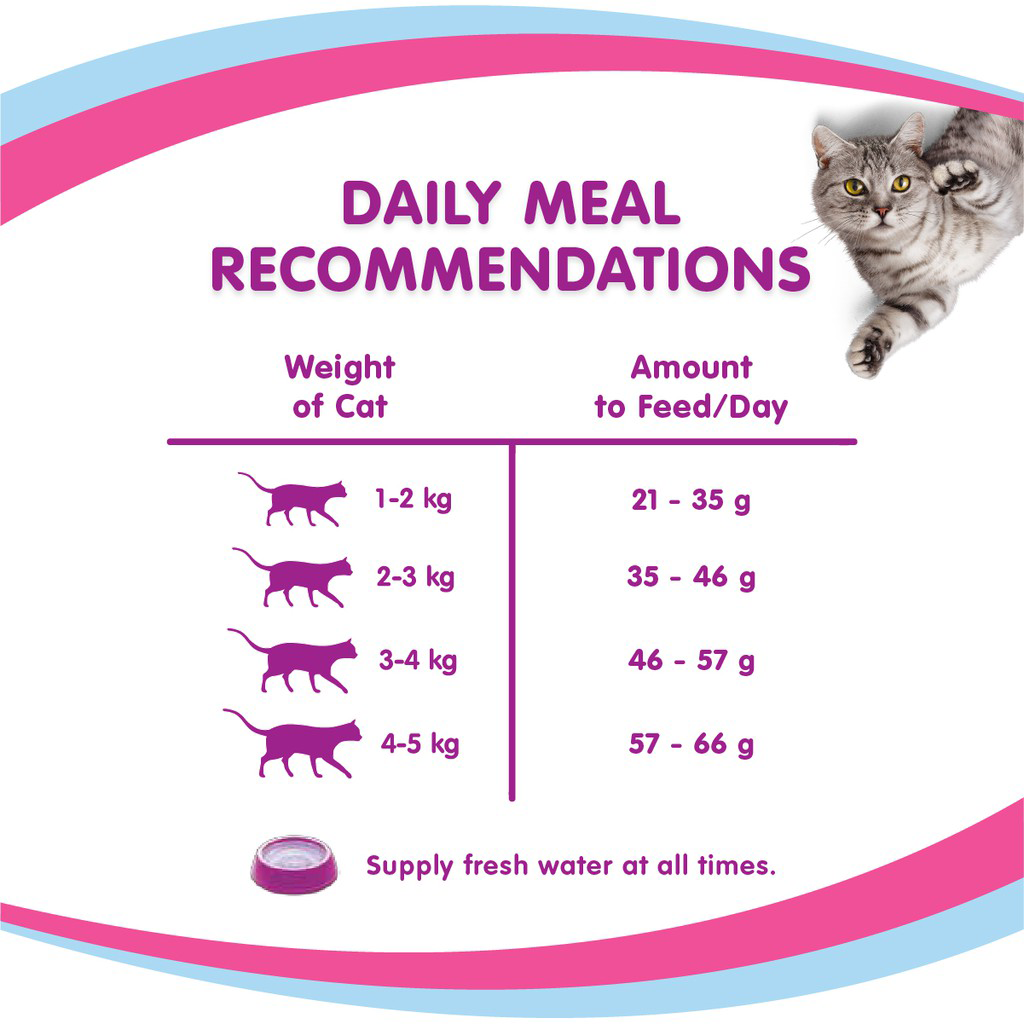 DAILY MEAL
RECOMMENDATIONS
Weight
of Cat
Amount
to Feed/Day
1-2 kg
21 - 35 g
2-3 kg
35 - 46 g
3-4 kg
46 - 57 g
4-5 kg
57 - 66 g
Supply fresh water at all times.